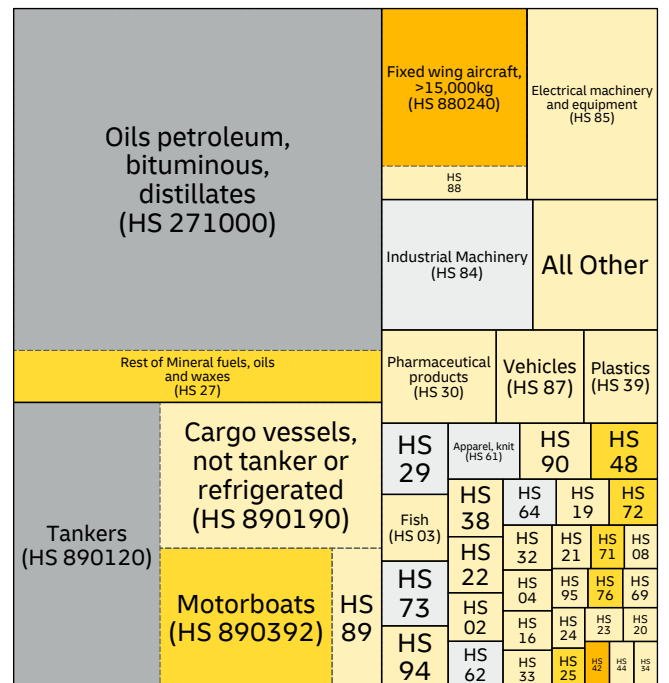 Oils petroleum,
bituminous,
distillates
(HS 271000)
Rest of Mineral fuels, oils
and waxes
(HS 27)
Tankers
(HS 890120)
Cargo vessels,
not tanker or
refrigerated
(HS 890190)
Motorboats
(HS 890392)
HS
89
Fixed wing aircraft,
>15,000kg
(HS 880240)
HS
88
Electrical machinery
and equipment
(HS 85)
Industrial Machinery
(HS 84)
All Other
Pharmaceutical
products
(HS 30)
Vehicles
(HS 87)
Plastics
(HS 39)
HS
29
Fish
(HS 03)
HS
73
HS
94
Apparel, knit
(HS 61)
HS
90
HS
48
HS
38
HS
22
HS
02
HS
62
HS
64
HS
19
HS
72
HS
32
HS
21
HS
71
HS
08
HS
04
HS
95
HS
76
HS
69
HS
16
HS
24
HS
23
HS
20
HS
33
HS
25
HS
42
HS
44
HS
34